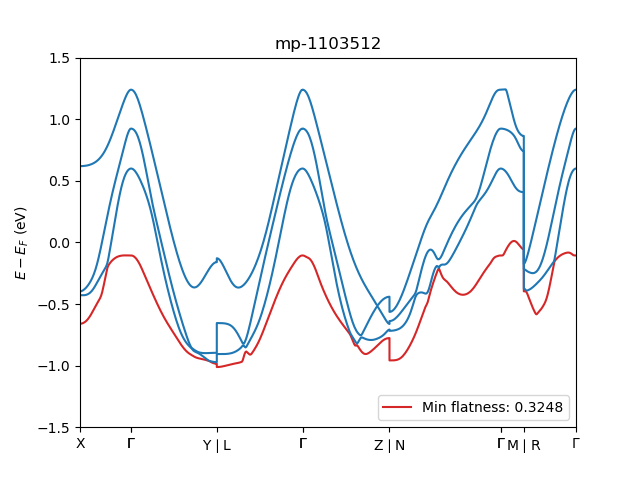 mp-1103512
E − E_F (eV)
1.5
1.0
0.5
0.0
−0.5
−1.0
−1.5
Min flatness: 0.3248
X Γ Y | L Γ Z | N Γ M | R Γ